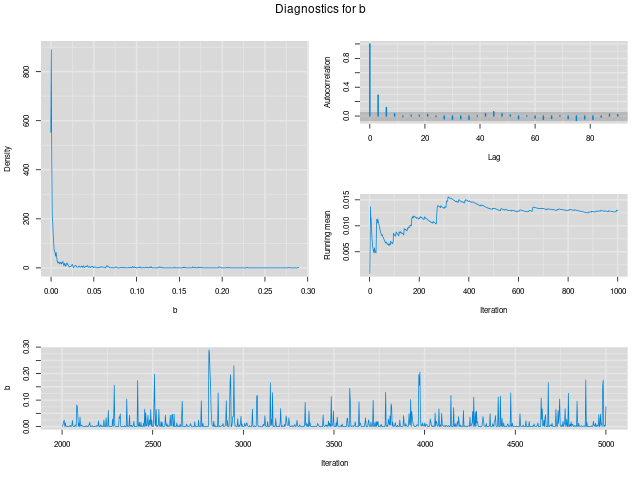 Diagnostics for b
Density
0 200 400 600 800
0.00 0.05 0.10 0.15 0.20 0.25 0.30
b
Autocorrelation
0.0 0.4 0.8
0 20 40 60 80
Lag
Running mean
0.005 0.010 0.015
0 200 400 600 800 1000
Iteration
b
0.00 0.10 0.20 0.30
2000 2500 3000 3500 4000 4500 5000
Iteration